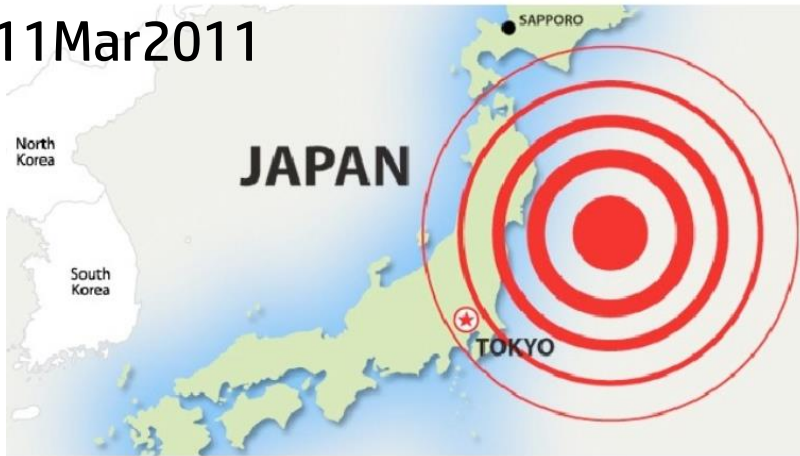 11Mar2011
SAPPORO
North
Korea
JAPAN
South
Korea
TOKYO